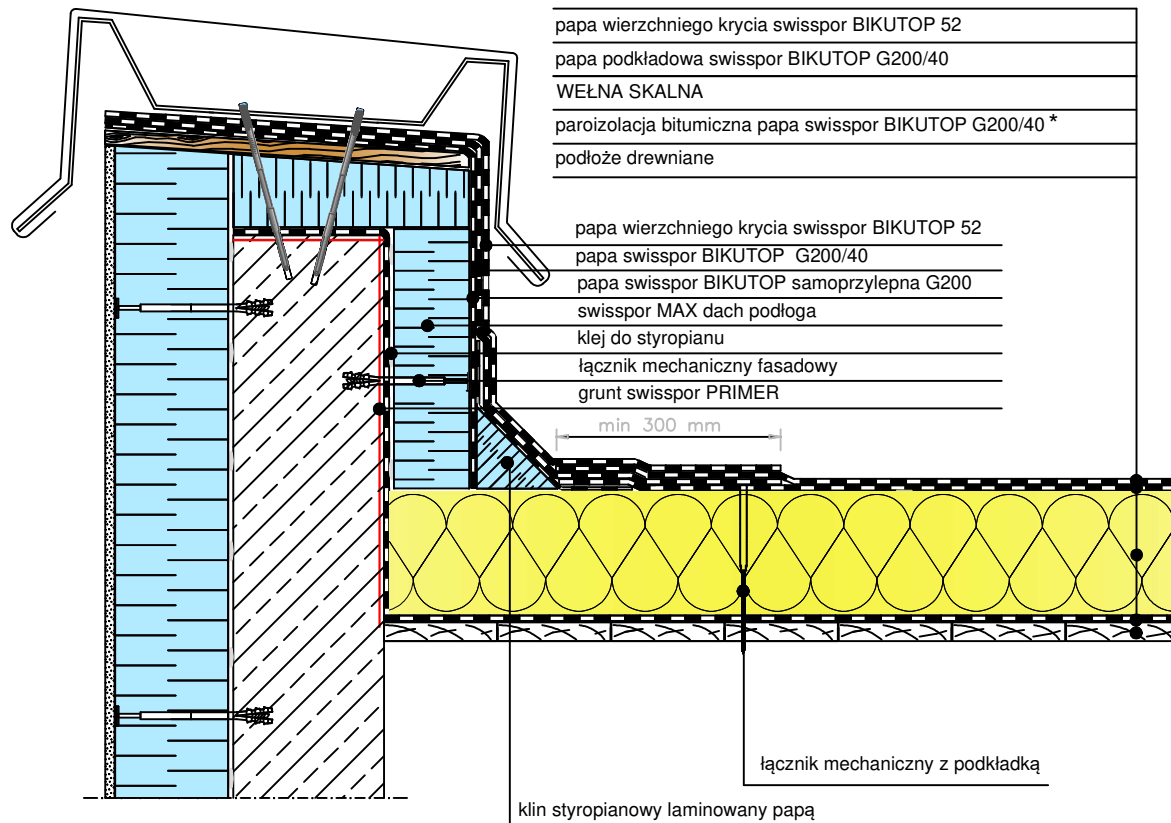 papa wierzchniego krycia swisspor BIKUTOP 52
papa podkładowa swisspor BIKUTOP G200/40
WEŁNA SKALNA
paroizolacja bitumiczna papa swisspor BIKUTOP G200/40 *
podłoże drewniane
papa wierzchniego krycia swisspor BIKUTOP 52
papa swisspor BIKUTOP G200/40
papa swisspor BIKUTOP samoprzylepna G200
swisspor MAX dach podłoga
klej do styropianu
łącznik mechaniczny fasadowy
grunt swisspor PRIMER
min 300 mm
łącznik mechaniczny z podkładką
klin styropianowy laminowany papą